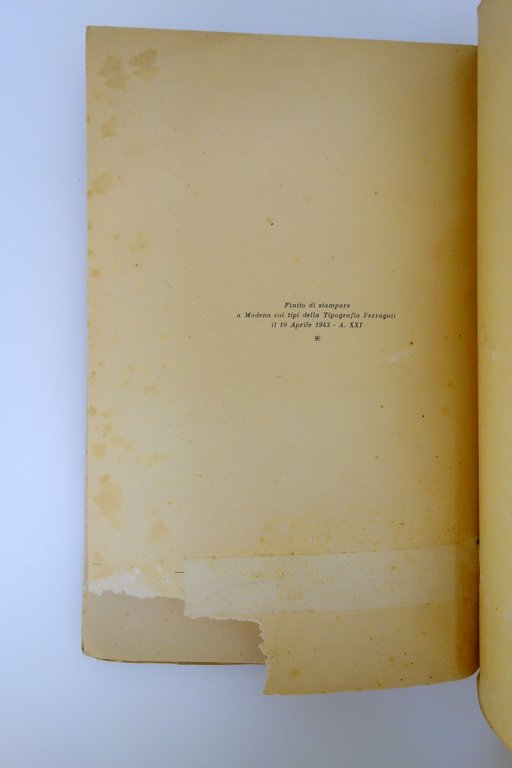 Finito di stampare
a Modena coi tipi della Tipografia Ferraguti
il 10 Aprile 1943 - A. XXI